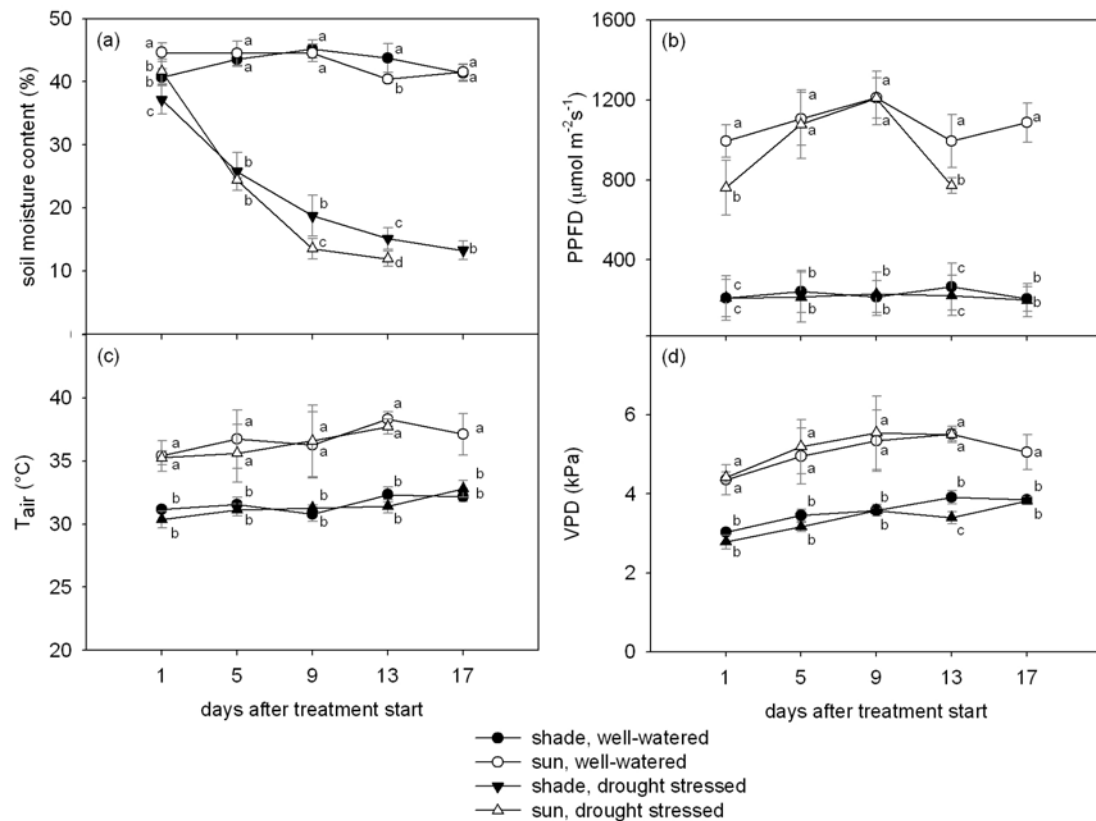 (a)
50
40
30
20
10
soil moisture content (%)
a a a a a
b a a b a
b b b c b
c b c d
(b)
1600
1200
800
400
PPFD (μmol m⁻²s⁻¹)
a a a a a
b a b
c b b c b
c b b c b
(c)
40
35
30
25
20
T air (°C)
a a a a a
a a a a
b b b b b
b b b b b
1 5 9 13 17
days after treatment start
(d)
6
4
2
0
VPD (kPa)
a a a a a
a a a
b b b b b
b b b c b
1 5 9 13 17
days after treatment start
shade, well-watered
sun, well-watered
shade, drought stressed
sun, drought stressed